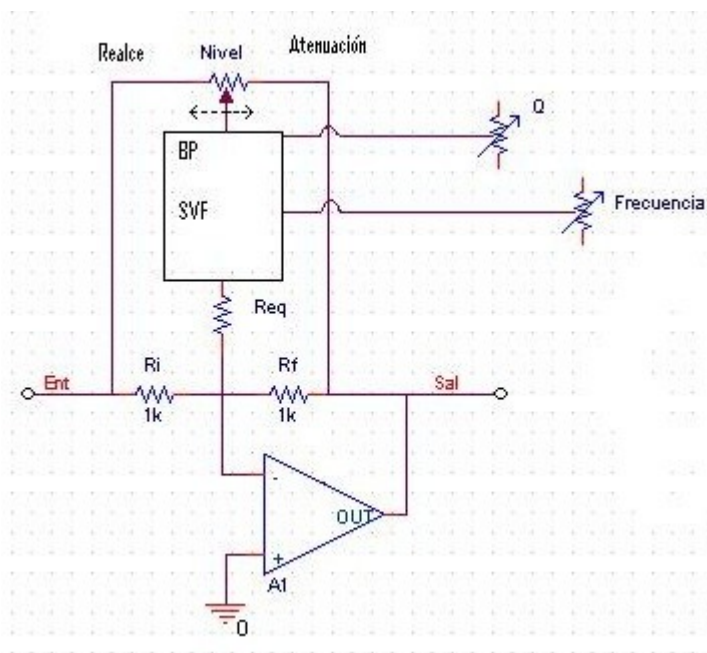 Realce
Nivel
Atenuación
Q
BP
SVF
Frecuencia
Req
Ri
Rf
Ent
Sal
1k
1k
-
OUT
+
A1
0